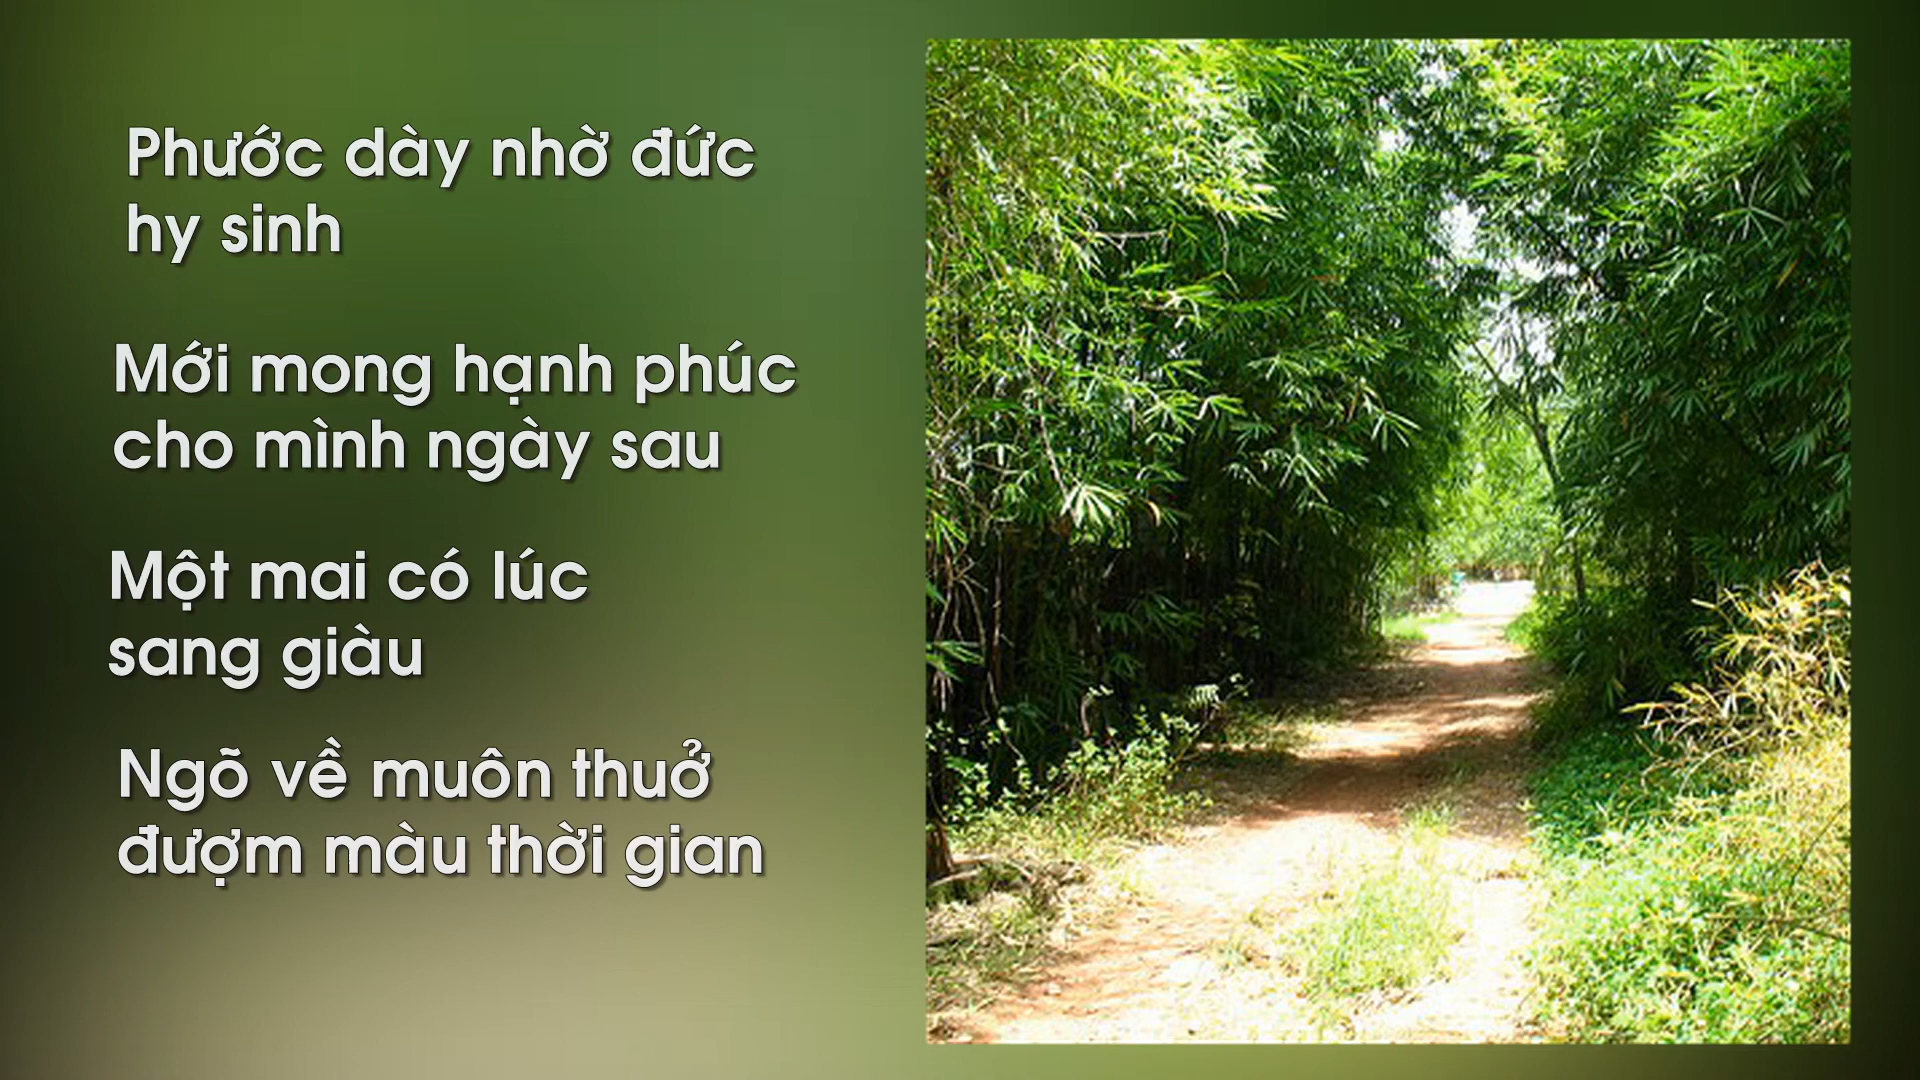 Phước dày nhờ đức
hy sinh
Mới mong hạnh phúc
cho mình ngày sau
Một mai có lúc
sang giàu
Ngõ về muôn thuở
đượm màu thời gian